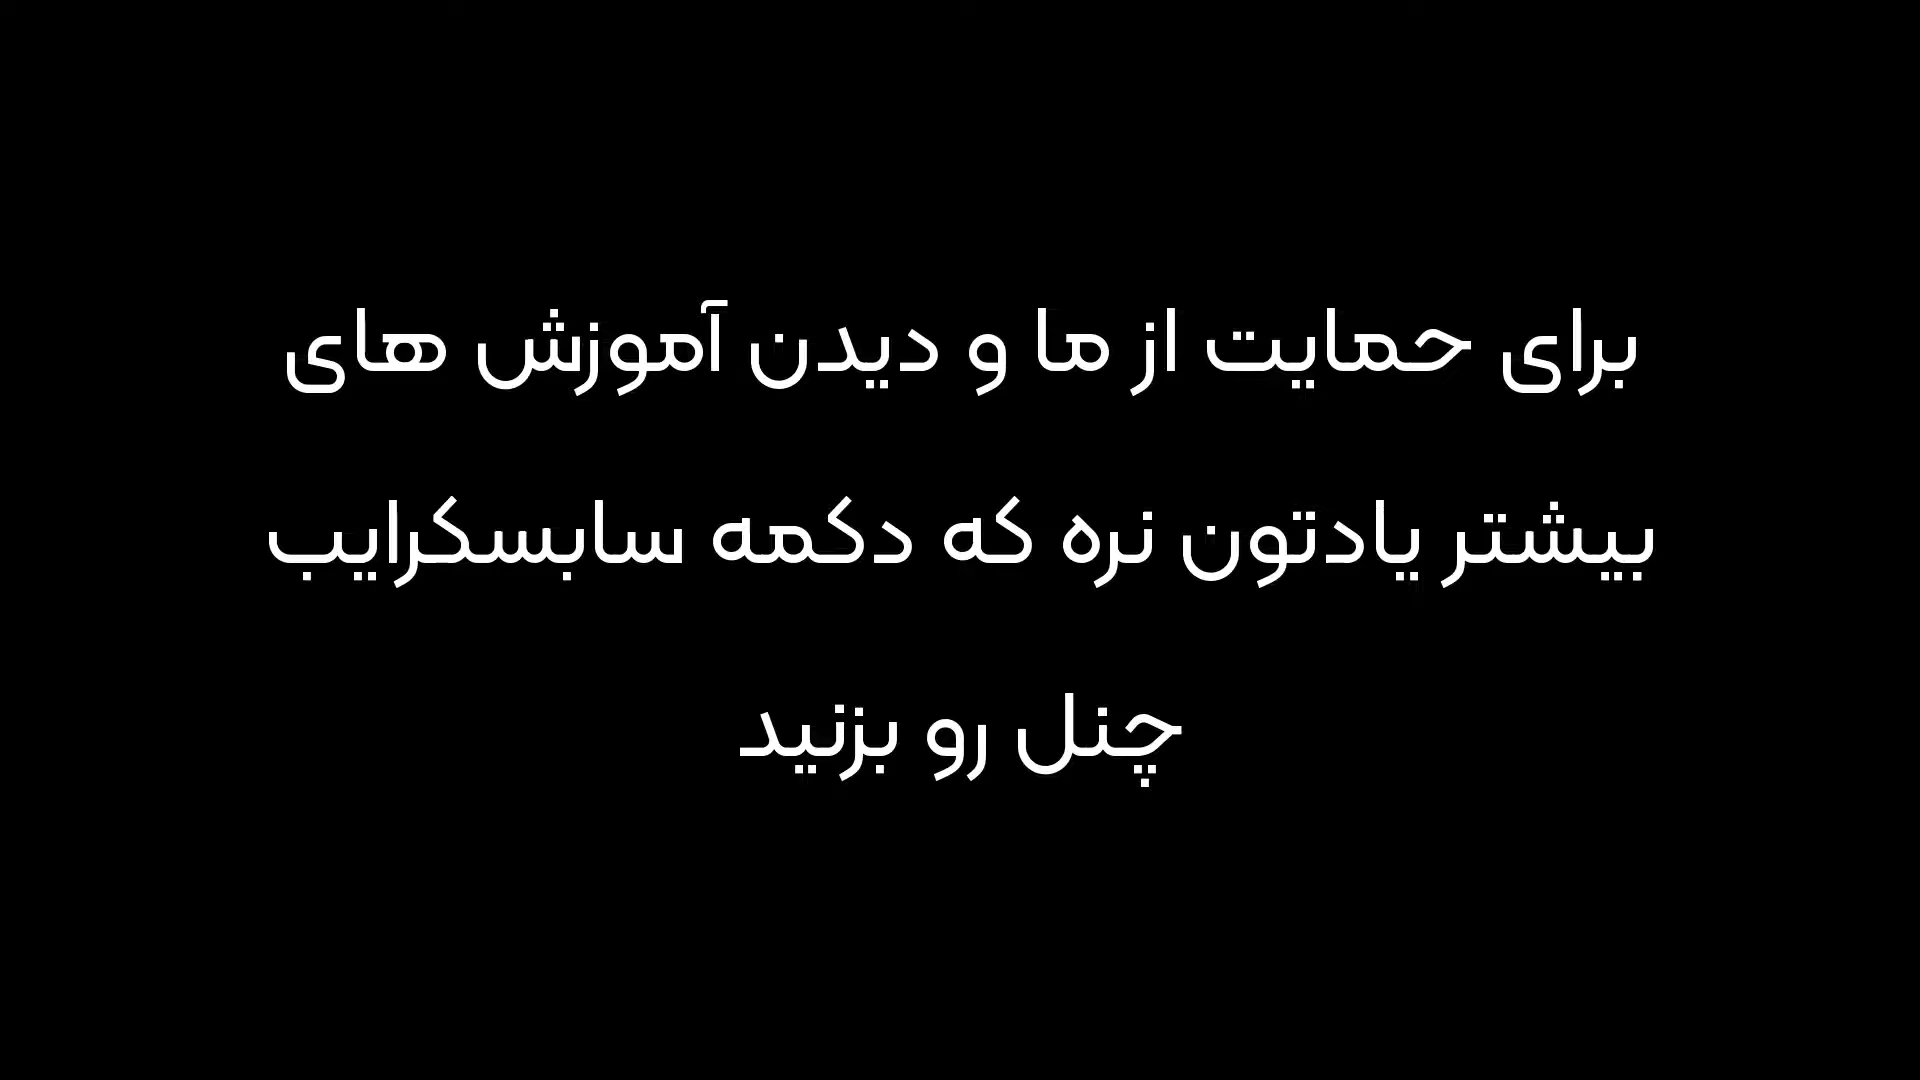 برای حمایت از ما و دیدن آموزش های
بیشتر یادتون نره که دکمه سابسکرایب
چنل رو بزنید